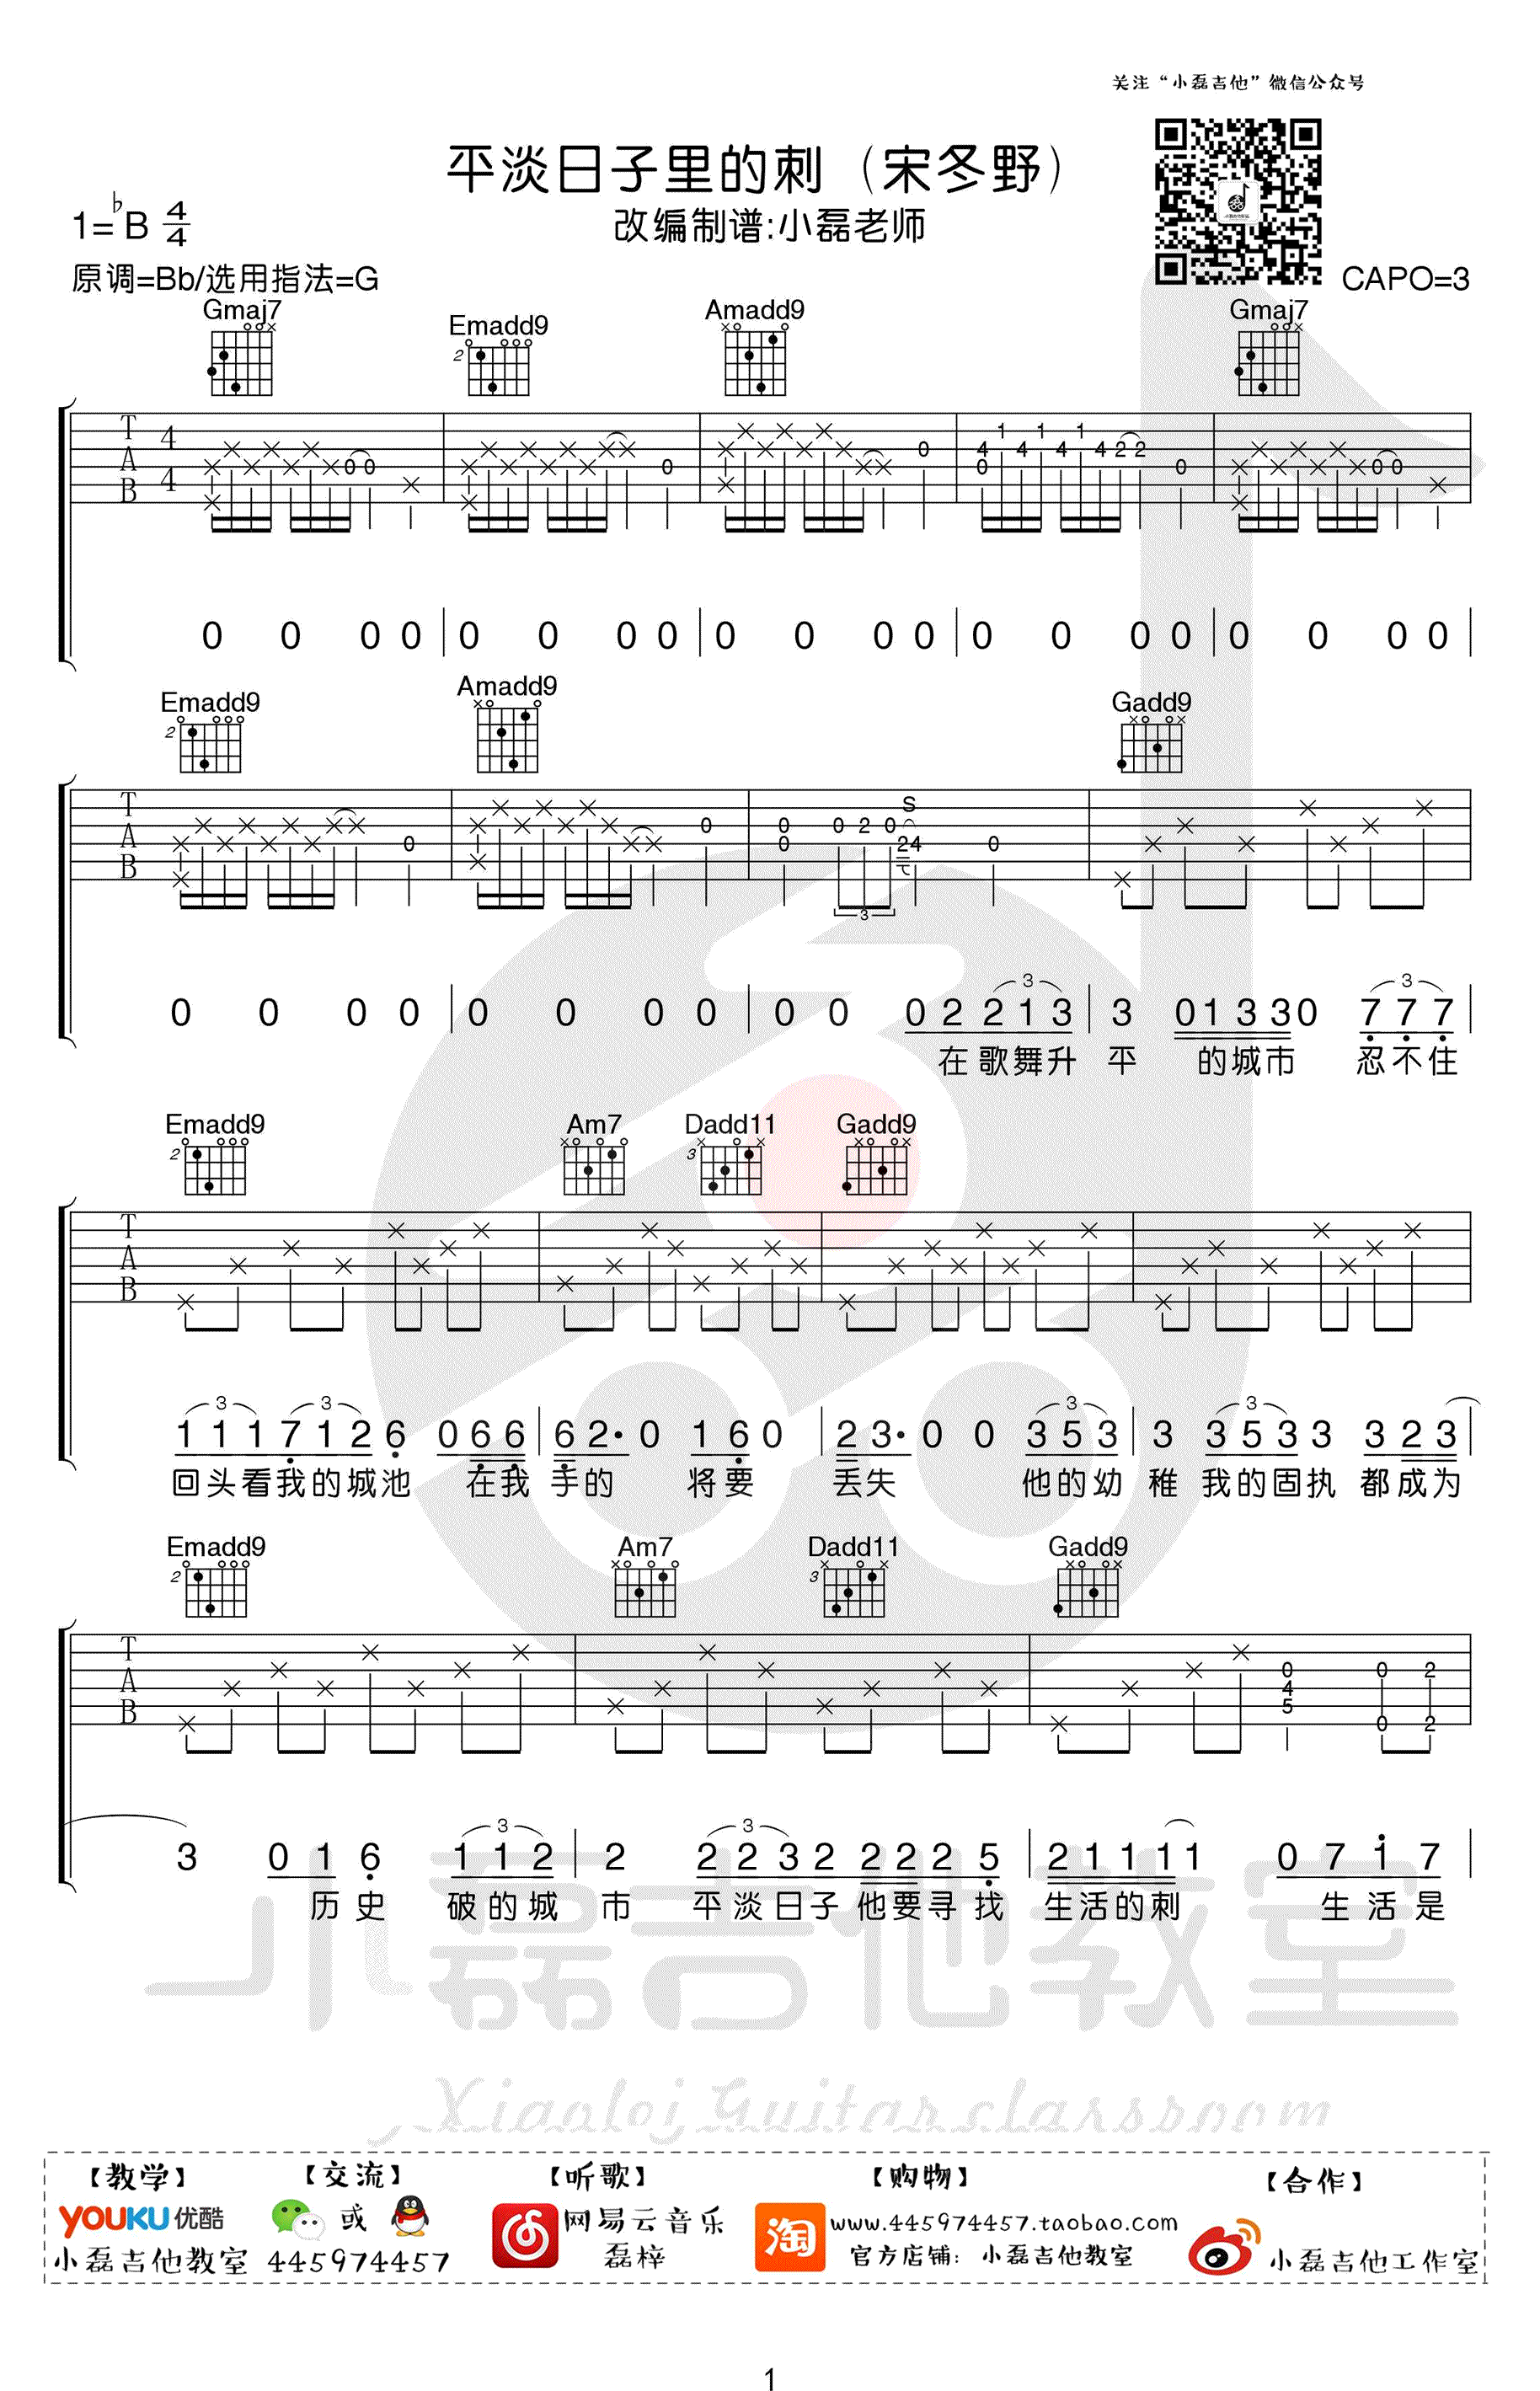 关注“小磊吉他”微信公众号
平淡日子里的刺（宋冬野）
1=♭B 4/4
改编制谱:小磊老师
原调=Bb/选用指法=G
CAPO=3
Gmaj7 Emadd9 Amadd9 Gmaj7
0 0 0 0 0 0 0 0 0 0 0 0 0 0 0 0 0 0 0 0
Emadd9 Amadd9 Gadd9
0 0 0 0 0 0 0 0 0 0 0 2 2 1 3 3 0 1 3 3 0 7 7 7
在歌舞升 平 的城市 忍不住
Emadd9 Am7 Dadd11 Gadd9
1 1 1 7 1 2 6 0 6 6 6 2· 0 1 6 0 2 3· 0 0 3 5 3 3 3 5 3 3 3 2 3
回头看我的城池 在我 手的 将要 丢失 他的幼 稚 我的固执 都成为
Emadd9 Am7 Dadd11 Gadd9
3 0 1 6 1 1 2 2 2 2 3 2 2 2 2 5 2 1 1 1 1 0 7 1 7
历史 破的城 市 平淡日子他要寻找 生活的刺 生活是
小磊吉他教室
Xiaolei Guitar classroom
【教学】 【交流】 【听歌】 【购物】 【合作】
YOUKU 优酷 或 网易云音乐 淘 www.445974457.taobao.com
小磊吉他教室 445974457 磊梓 官方店铺：小磊吉他教室 小磊吉他工作室
1